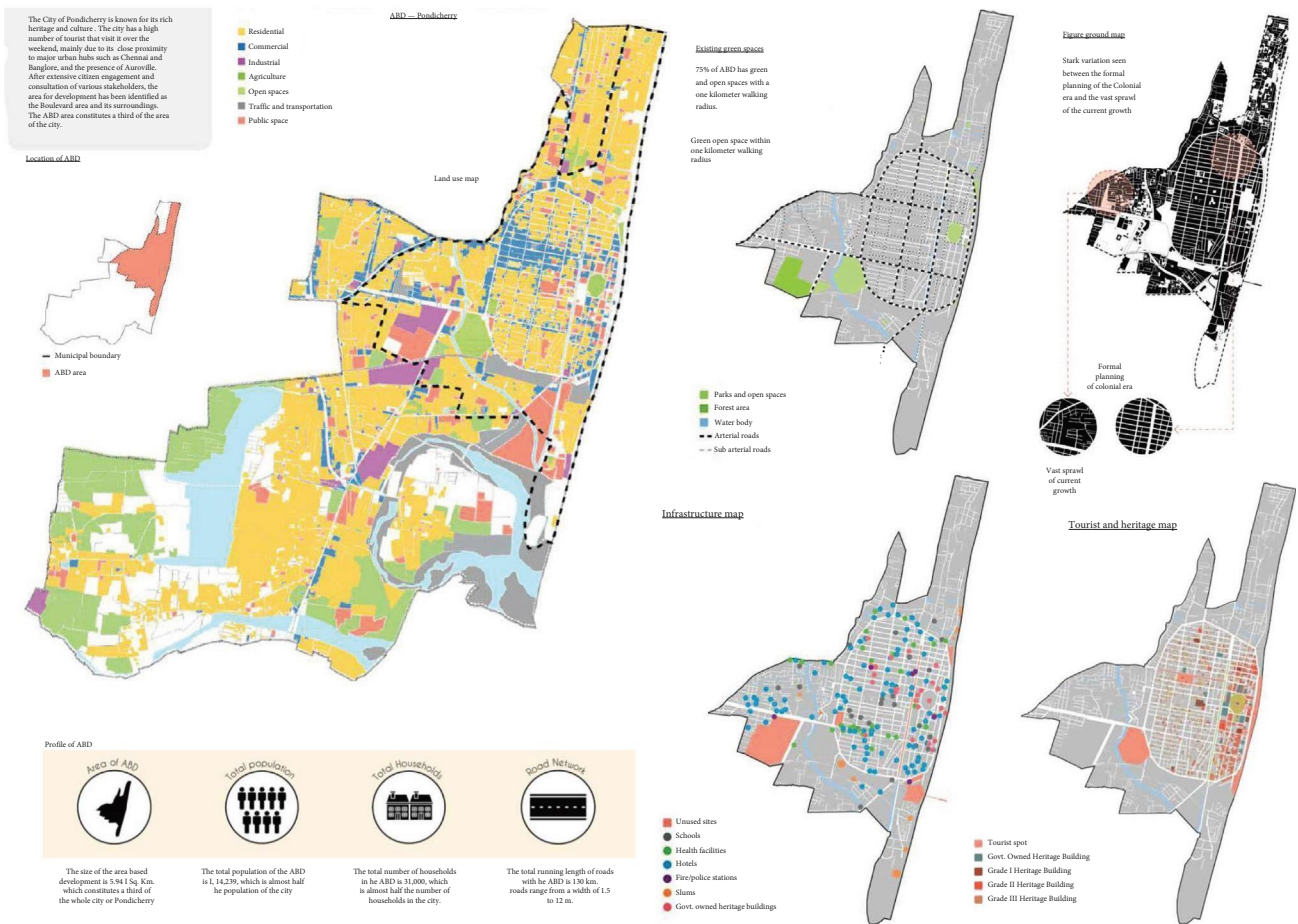 The City of Pondicherry is known for its rich
heritage and culture . The city has a high
number of tourist that visit it over the
weekend, mainly due to its close proximity
to major urban hubs such as Chennai and
Banglore, and the presence of Auroville.
After extensive citizen engagement and
consultation of various stakeholders, the
area for development has been identified as
the Boulevard area and its surroundings.
The ABD area constitutes a third of the area
of the city.
Location of ABD
Municipal boundary
ABD area
ABD — Pondicherry
Residential
Commercial
Industrial
Agriculture
Open spaces
Traffic and transportation
Public space
Land use map
Existing green spaces
75% of ABD has green
and open spaces with a
one kilometer walking
radius.
Green open space within
one kilometer walking
radius
Parks and open spaces
Forest area
Water body
Arterial roads
Sub arterial roads
Figure ground map
Stark variation seen
between the formal
planning of the Colonial
era and the vast sprawl
of the current growth
Formal
planning
of colonial era
Vast sprawl
of current
growth
Infrastructure map
Unused sites
Schools
Health facilities
Hotels
Fire/police stations
Slums
Govt. owned heritage buildings
Tourist and heritage map
Tourist spot
Govt. Owned Heritage Building
Grade I Heritage Building
Grade II Heritage Building
Grade III Heritage Building
Profile of ABD
Area of ABD
The size of the area based
development is 5.94 l Sq. Km.
which constitutes a third of
the whole city or Pondicherry
Total population
The total population of the ABD
is l, 14,239, which is almost half
he population of the city
Total Households
The total number of households
in he ABD is 31,000, which
is almost half the number of
households in the city.
Road Network
The total running length of roads
with he ABD is 130 km.
roads range from a width of 1.5
to 12 m.